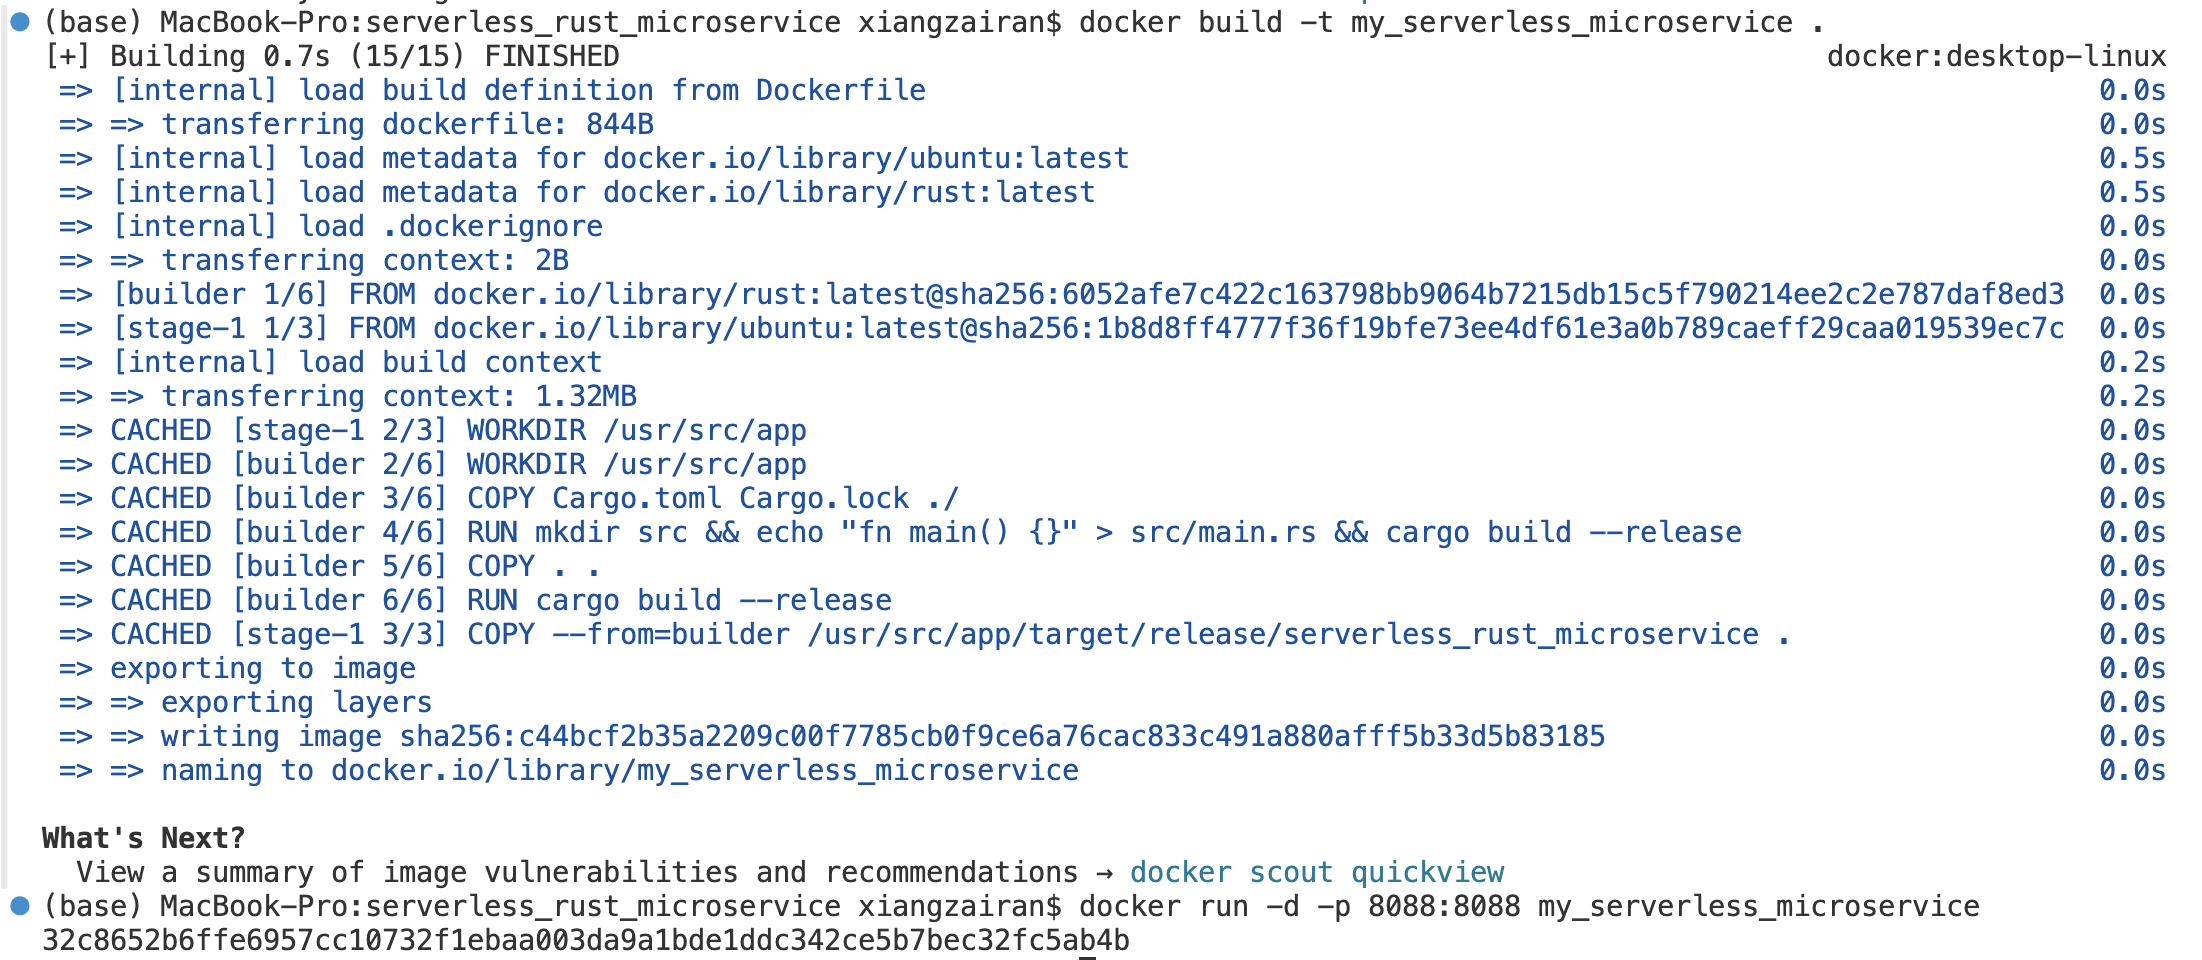 (base) MacBook-Pro:serverless_rust_microservice xiangzairan$ docker build -t my_serverless_microservice .
[+] Building 0.7s (15/15) FINISHED docker:desktop-linux
=> [internal] load build definition from Dockerfile 0.0s
=> => transferring dockerfile: 844B 0.0s
=> [internal] load metadata for docker.io/library/ubuntu:latest 0.5s
=> [internal] load metadata for docker.io/library/rust:latest 0.5s
=> [internal] load .dockerignore 0.0s
=> => transferring context: 2B 0.0s
=> [builder 1/6] FROM docker.io/library/rust:latest@sha256:6052afe7c422c163798bb9064b7215db15c5f790214ee2c2e787daf8ed3 0.0s
=> [stage-1 1/3] FROM docker.io/library/ubuntu:latest@sha256:1b8d8ff4777f36f19bfe73ee4df61e3a0b789caeff29caa019539ec7c 0.0s
=> [internal] load build context 0.2s
=> => transferring context: 1.32MB 0.2s
=> CACHED [stage-1 2/3] WORKDIR /usr/src/app 0.0s
=> CACHED [builder 2/6] WORKDIR /usr/src/app 0.0s
=> CACHED [builder 3/6] COPY Cargo.toml Cargo.lock ./ 0.0s
=> CACHED [builder 4/6] RUN mkdir src && echo "fn main() {}" > src/main.rs && cargo build --release 0.0s
=> CACHED [builder 5/6] COPY . . 0.0s
=> CACHED [builder 6/6] RUN cargo build --release 0.0s
=> CACHED [stage-1 3/3] COPY --from=builder /usr/src/app/target/release/serverless_rust_microservice . 0.0s
=> exporting to image 0.0s
=> => exporting layers 0.0s
=> => writing image sha256:c44bcf2b35a2209c00f7785cb0f9ce6a76cac833c491a880afff5b33d5b83185 0.0s
=> => naming to docker.io/library/my_serverless_microservice 0.0s
What's Next?
View a summary of image vulnerabilities and recommendations → docker scout quickview
(base) MacBook-Pro:serverless_rust_microservice xiangzairan$ docker run -d -p 8088:8088 my_serverless_microservice
32c8652b6ffe6957cc10732f1ebaa003da9a1bde1ddc342ce5b7bec32fc5ab4b